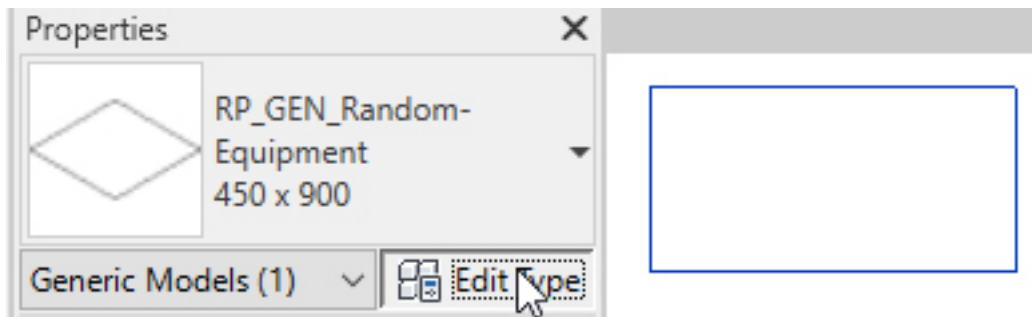 Properties
RP_GEN_Random-
Equipment
450 x 900
Generic Models (1)
Edit Type